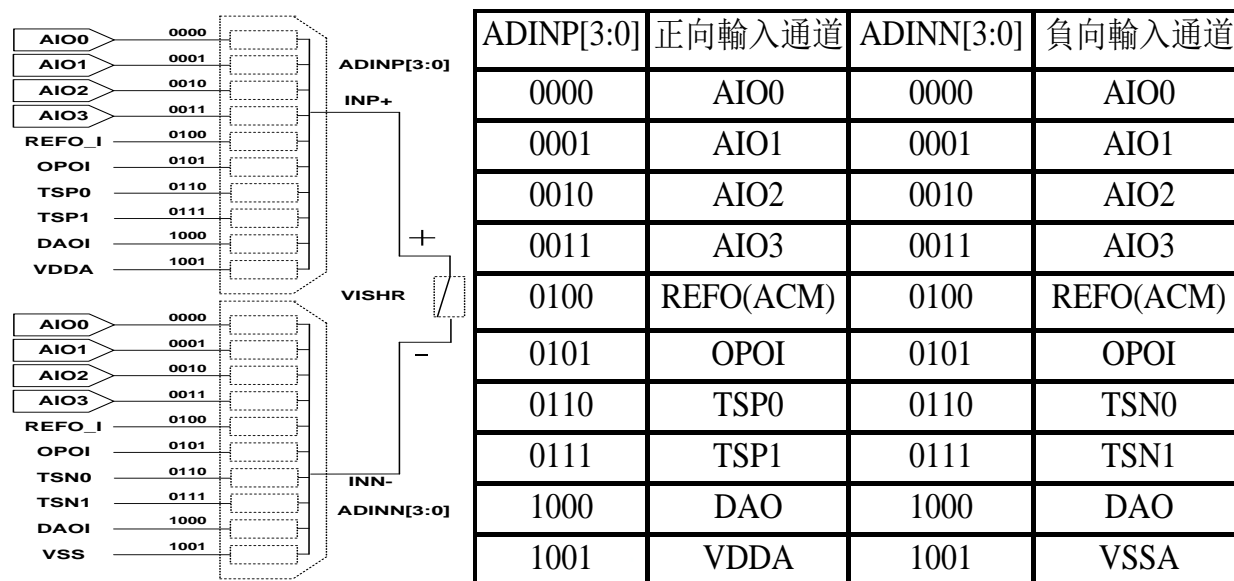 AIO0 0000
AIO1 0001
AIO2 0010
AIO3 0011
REFO_I 0100
OPOI 0101
TSP0 0110
TSP1 0111
DAOI 1000
VDDA 1001
ADINP[3:0]
INP+
+
VISHR
−
AIO0 0000
AIO1 0001
AIO2 0010
AIO3 0011
REFO_I 0100
OPOI 0101
TSN0 0110
TSN1 0111
DAOI 1000
VSS 1001
INN-
ADINN[3:0]
ADINP[3:0] 正向輸入通道 ADINN[3:0] 負向輸入通道
0000 AIO0 0000 AIO0
0001 AIO1 0001 AIO1
0010 AIO2 0010 AIO2
0011 AIO3 0011 AIO3
0100 REFO(ACM) 0100 REFO(ACM)
0101 OPOI 0101 OPOI
0110 TSP0 0110 TSN0
0111 TSP1 0111 TSN1
1000 DAO 1000 DAO
1001 VDDA 1001 VSSA